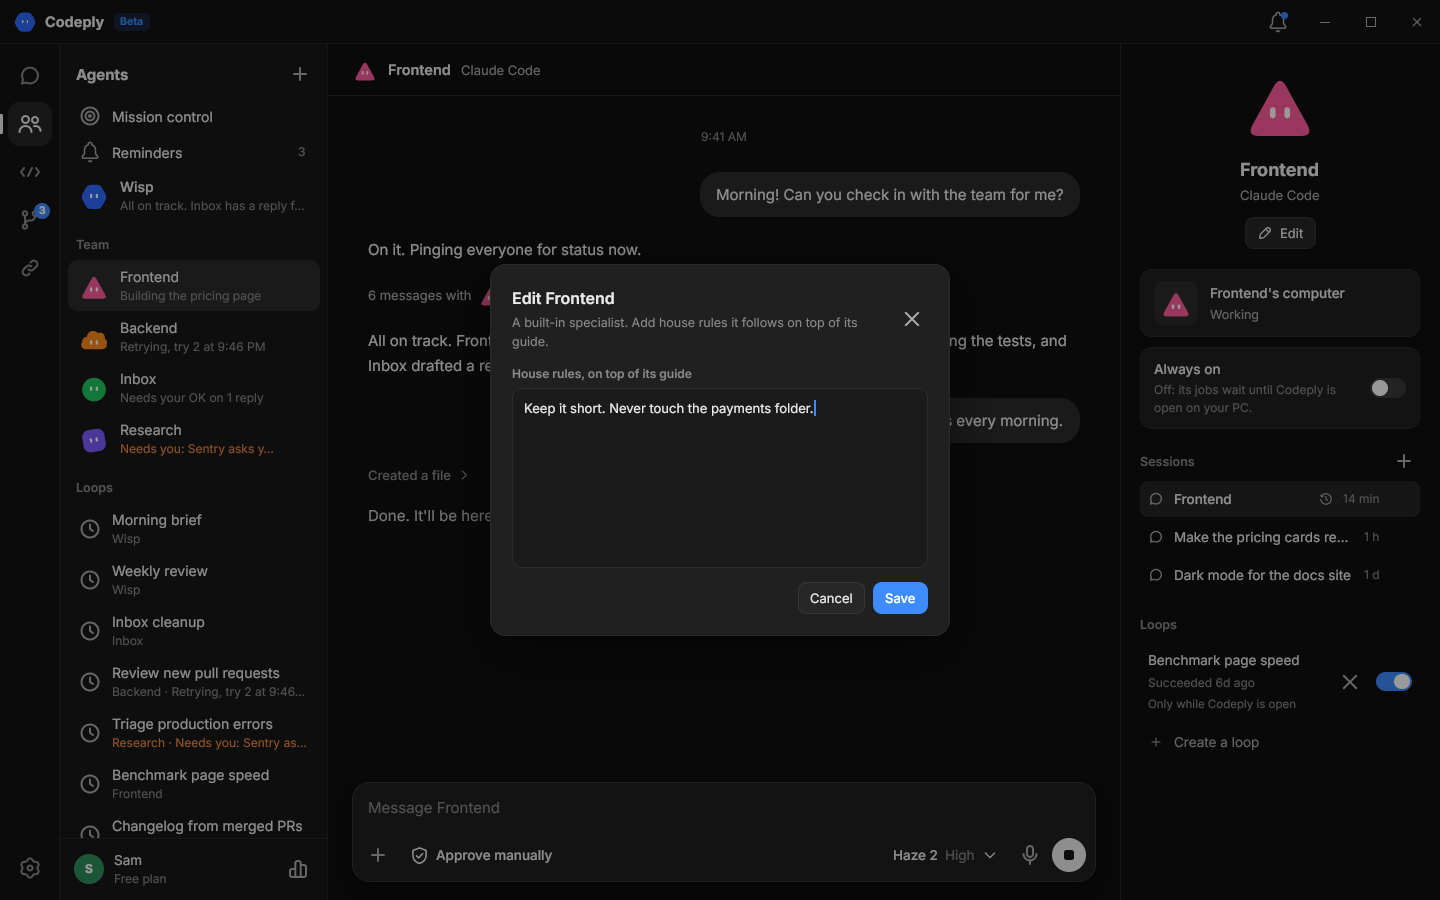 Codeply Beta
Agents
Mission control
Reminders 3
Wisp
All on track. Inbox has a reply f...
3
Team
Frontend
Building the pricing page
Backend
Retrying, try 2 at 9:46 PM
Inbox
Needs your OK on 1 reply
Research
Needs you: Sentry asks y...
Loops
Morning brief
Wisp
Weekly review
Wisp
Inbox cleanup
Inbox
Review new pull requests
Backend · Retrying, try 2 at 9:46...
Triage production errors
Research · Needs you: Sentry as...
Benchmark page speed
Frontend
Changelog from merged PRs
S
Sam
Free plan
Frontend Claude Code
9:41 AM
Morning! Can you check in with the team for me?
On it. Pinging everyone for status now.
6 messages with
All on track. Front
ng the tests, and
Inbox drafted a re
s every morning.
Created a file
Done. It'll be here
Edit Frontend
A built-in specialist. Add house rules it follows on top of its
guide.
House rules, on top of its guide
Keep it short. Never touch the payments folder.
Cancel
Save
Message Frontend
Approve manually
Haze 2 High
Frontend
Claude Code
Edit
Frontend's computer
Working
Always on
Off: its jobs wait until Codeply is
open on your PC.
Sessions
Frontend 14 min
Make the pricing cards re... 1 h
Dark mode for the docs site 1 d
Loops
Benchmark page speed
Succeeded 6d ago
Only while Codeply is open
Create a loop